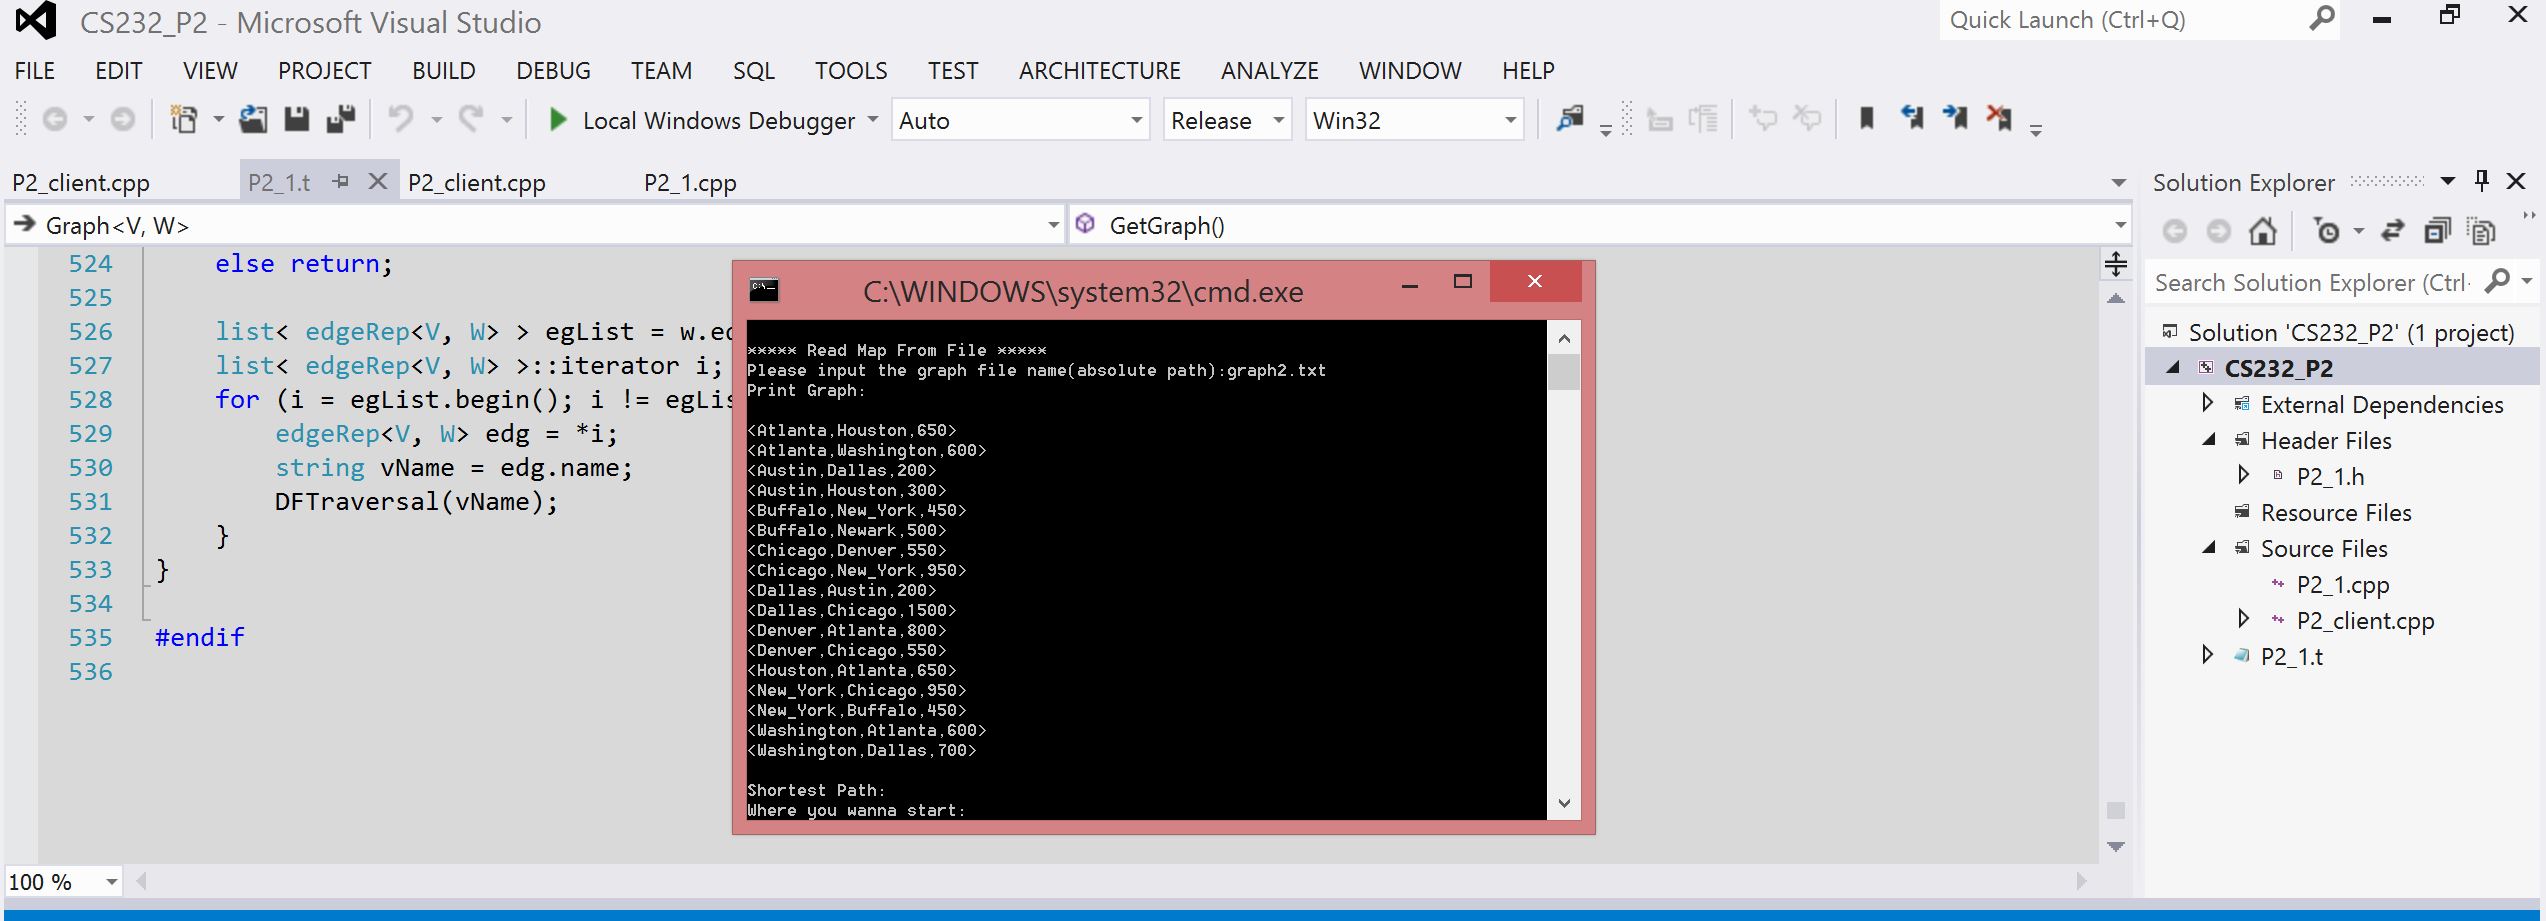 CS232_P2 - Microsoft Visual Studio
Quick Launch (Ctrl+Q)
FILE EDIT VIEW PROJECT BUILD DEBUG TEAM SQL TOOLS TEST ARCHITECTURE ANALYZE WINDOW HELP
Local Windows Debugger Auto Release Win32
P2_client.cpp P2_1.t P2_client.cpp P2_1.cpp
Graph<V, W> GetGraph()
524 else return;
525
526 list< edgeRep<V, W> > egList = w.ed
527 list< edgeRep<V, W> >::iterator i;
528 for (i = egList.begin(); i != egLis
529 edgeRep<V, W> edg = *i;
530 string vName = edg.name;
531 DFTraversal(vName);
532 }
533 }
534
535 #endif
536
100 %
C:\WINDOWS\system32\cmd.exe
***** Read Map From File *****
Please input the graph file name(absolute path):graph2.txt
Print Graph:
<Atlanta,Houston,650>
<Atlanta,Washington,600>
<Austin,Dallas,200>
<Austin,Houston,300>
<Buffalo,New_York,450>
<Buffalo,Newark,500>
<Chicago,Denver,550>
<Chicago,New_York,950>
<Dallas,Austin,200>
<Dallas,Chicago,1500>
<Denver,Atlanta,800>
<Denver,Chicago,550>
<Houston,Atlanta,650>
<New_York,Chicago,950>
<New_York,Buffalo,450>
<Washington,Atlanta,600>
<Washington,Dallas,700>
Shortest Path:
Where you wanna start:
Solution Explorer
Search Solution Explorer (Ctrl
Solution 'CS232_P2' (1 project)
CS232_P2
External Dependencies
Header Files
P2_1.h
Resource Files
Source Files
P2_1.cpp
P2_client.cpp
P2_1.t